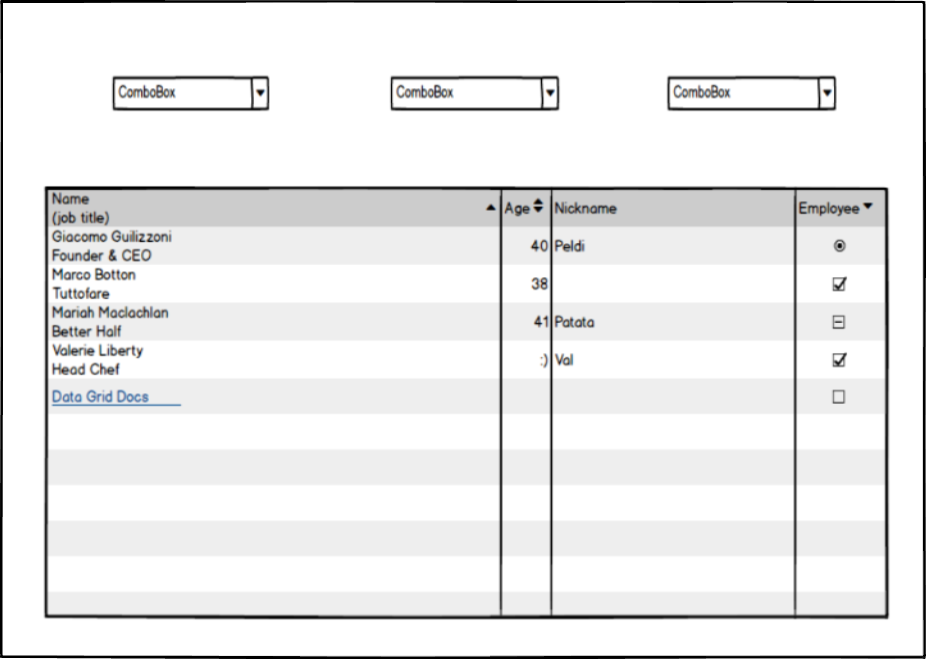 ComboBox ComboBox ComboBox
Name
(job title)
Age Nickname Employee
Giacomo Guilizzoni
Founder & CEO
40 Peldi
Marco Botton
Tuttofare
38
Mariah Maclachlan
Better Half
41 Patata
Valerie Liberty
Head Chef
:) Val
Data Grid Docs